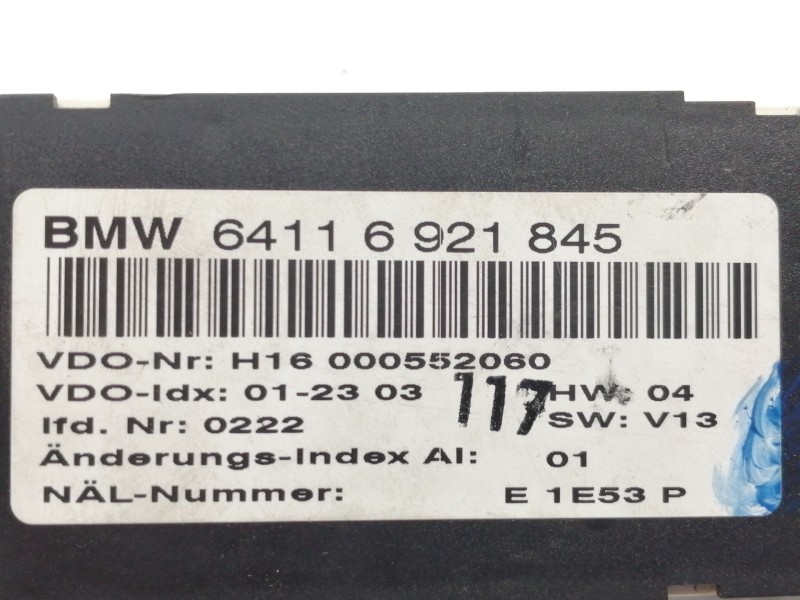 BMW 6411 6 921 845
VDO-Nr: H16 000552060
VDO-Idx: 01-23 03 117 HW: 04
lfd. Nr: 0222 SW: V13
Änderungs-Index AI: 01
NÄL-Nummer: E 1E53 P